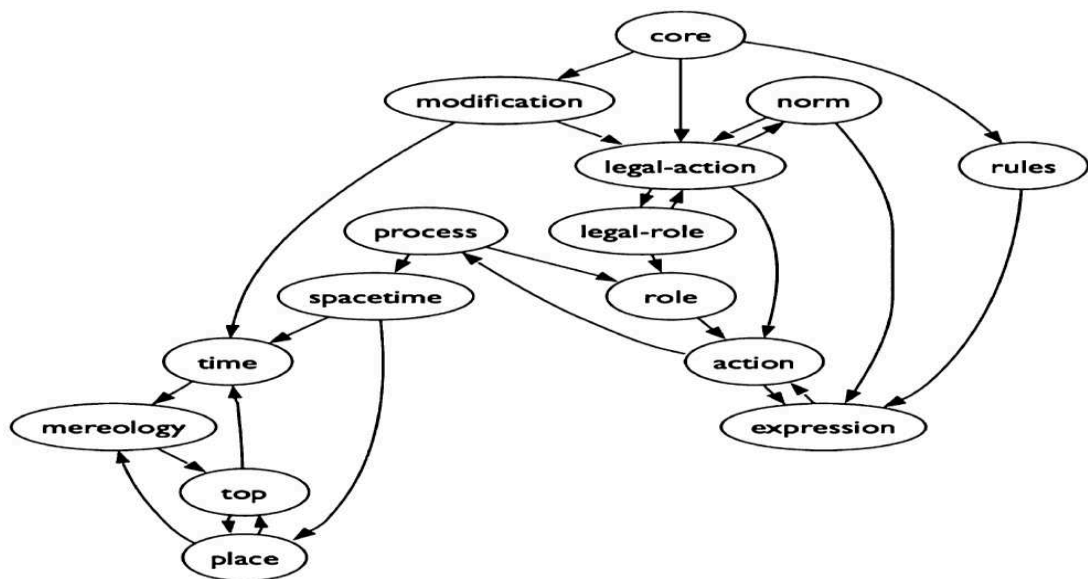 core
modification
norm
legal-action
rules
process
legal-role
spacetime
role
time
action
mereology
expression
top
place